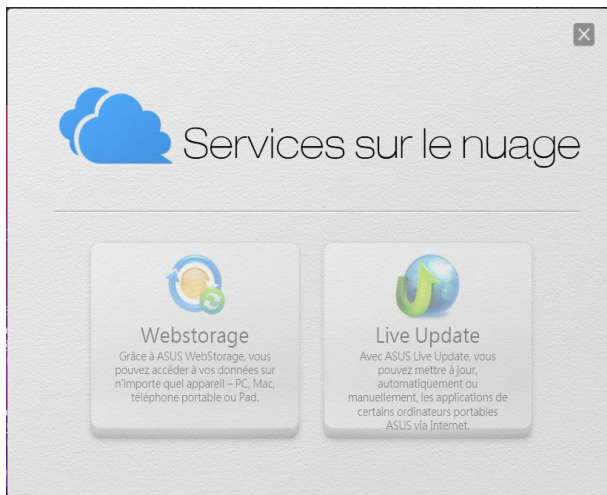 Services sur le nuage
Webstorage
Grâce à ASUS WebStorage, vous
pouvez accéder à vos données sur
n'importe quel appareil – PC, Mac,
téléphone portable ou Pad.
Live Update
Avec ASUS Live Update, vous
pouvez mettre à jour,
automatiquement ou
manuellement, les applications de
certains ordinateurs portables
ASUS via Internet.